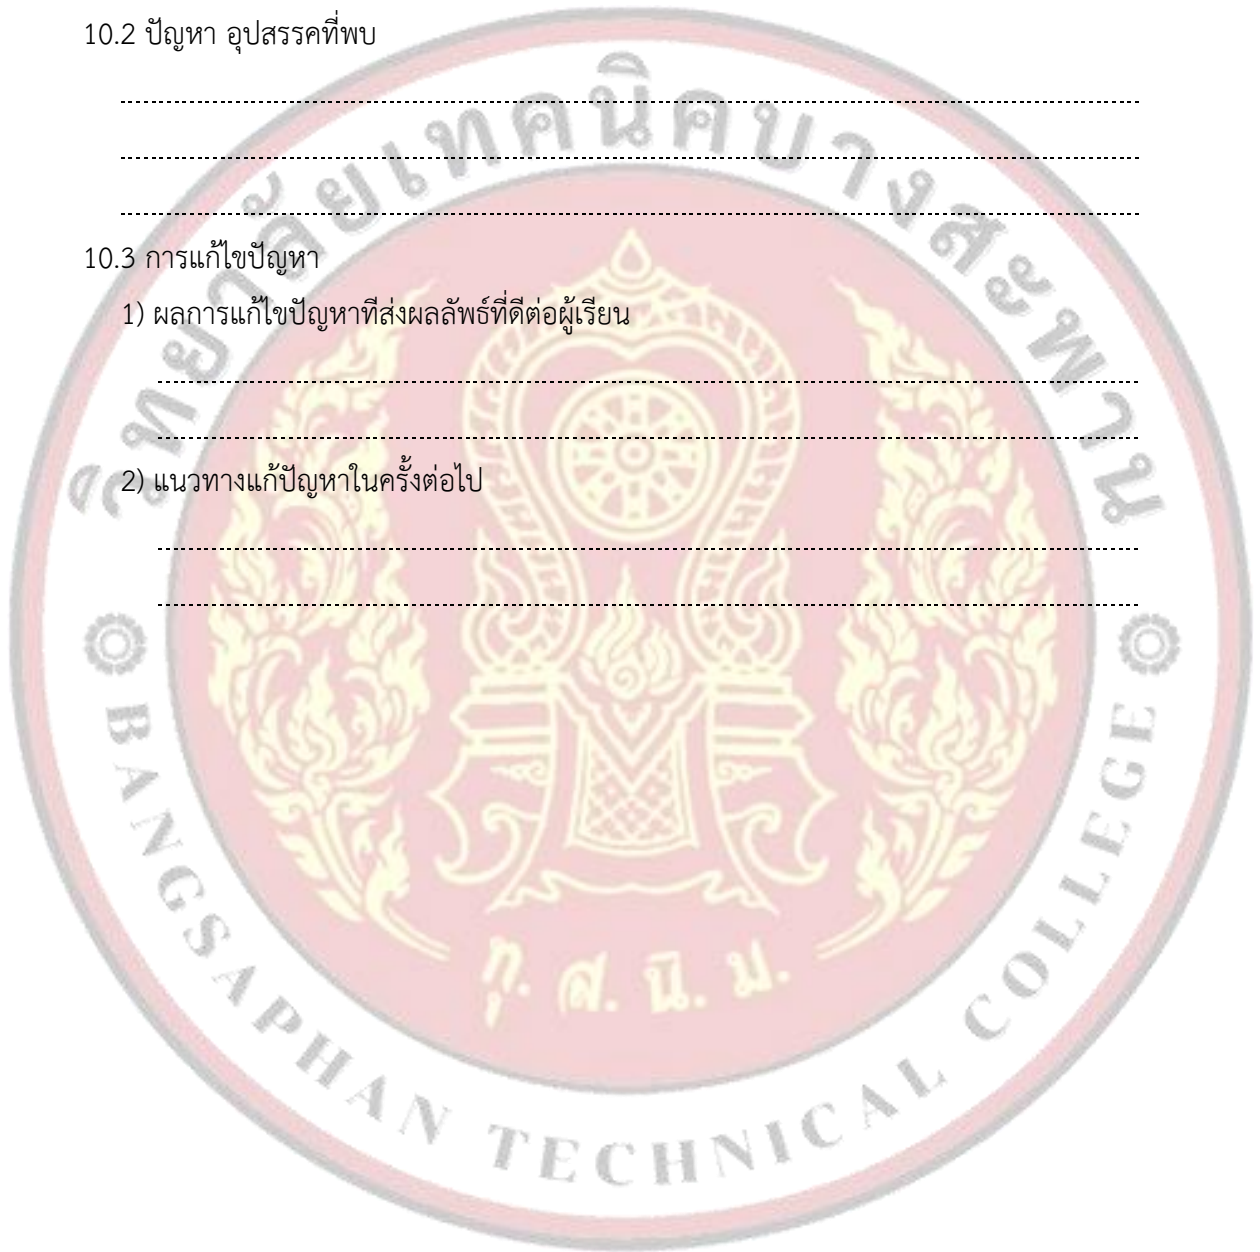 10.2 ปัญหา อุปสรรคที่พบ
10.3 การแก้ไขปัญหา
1) ผลการแก้ไขปัญหาที่ส่งผลลัพธ์ที่ดีต่อผู้เรียน
2) แนวทางแก้ปัญหาในครั้งต่อไป
วิทยาลัยเทคนิคบางสะพาน
ทุ. ส. นิ. ม.
BANGSAPHAN TECHNICAL COLLEGE